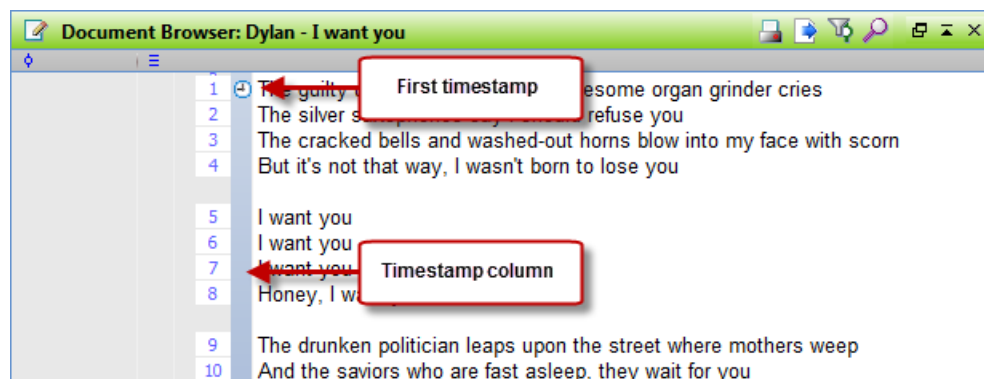 Document Browser: Dylan - I want you
First timestamp
1 The guilty esome organ grinder cries
2 The silver refuse you
3 The cracked bells and washed-out horns blow into my face with scorn
4 But it's not that way, I wasn't born to lose you
5 I want you
6 I want you
7 I want you
Timestamp column
8 Honey, I
9 The drunken politician leaps upon the street where mothers weep
10 And the saviors who are fast asleep, they wait for you